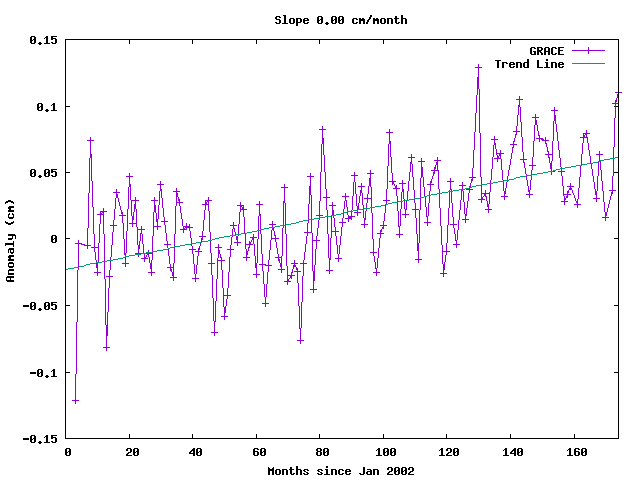 Slope 0.00 cm/month
0.15
0.1
0.05
0
-0.05
-0.1
-0.15
Anomaly (cm)
GRACE
Trend Line
0 20 40 60 80 100 120 140 160
Months since Jan 2002